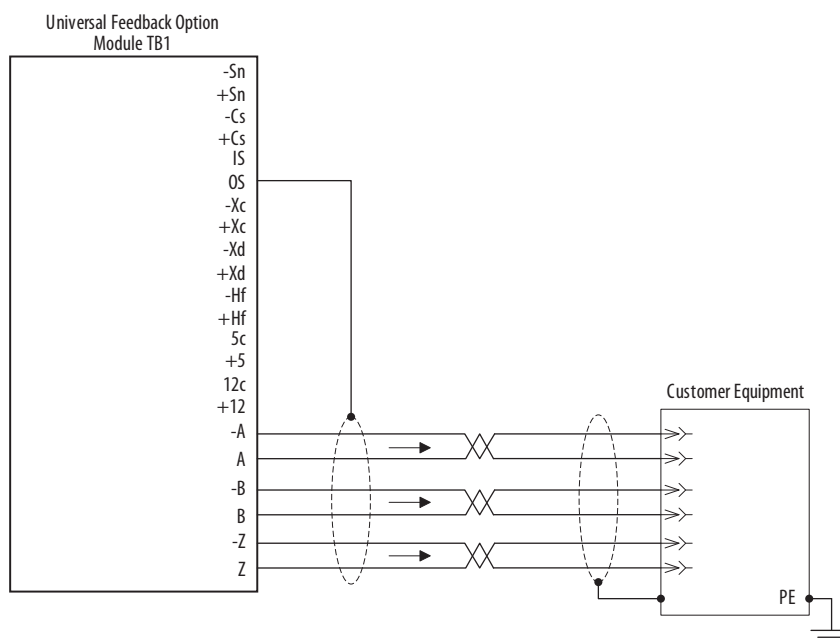 Universal Feedback Option
Module TB1
-Sn
+Sn
-Cs
+Cs
IS
OS
-Xc
+Xc
-Xd
+Xd
-Hf
+Hf
5c
+5
12c
+12
-A
A
-B
B
-Z
Z
Customer Equipment
PE